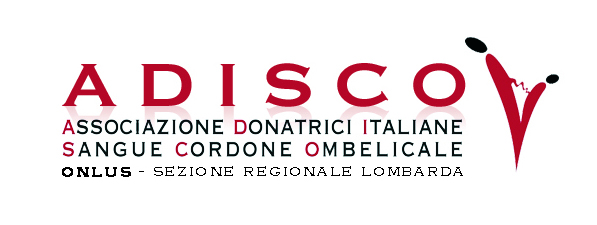 ADISCO
ASSOCIAZIONE DONATRICI ITALIANE
SANGUE CORDONE OMBELICALE
ONLUS - SEZIONE REGIONALE LOMBARDA